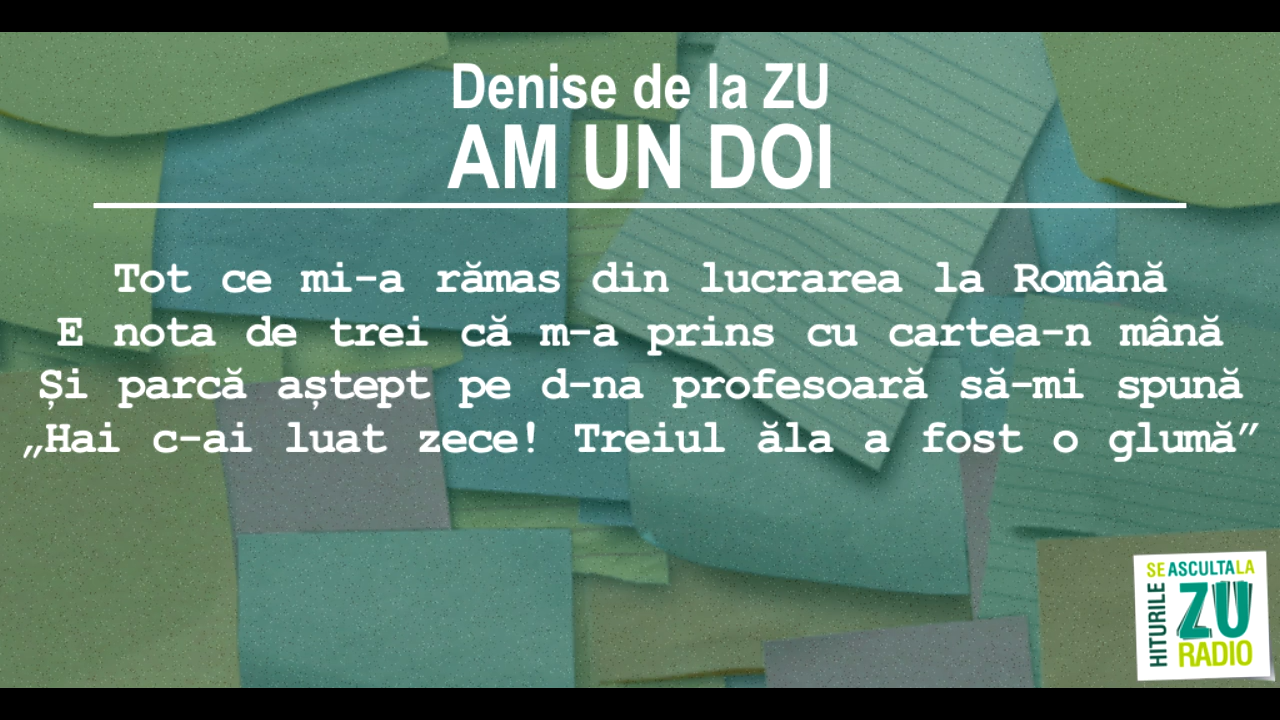 Denise de la ZU
AM UN DOI
Tot ce mi-a rămas din lucrarea la Română
E nota de trei că m-a prins cu cartea-n mână
Și parcă aștept pe d-na profesoară să-mi spună
„Hai c-ai luat zece! Treiul ăla a fost o glumă”
HITURILE
SE ASCULTA LA
ZU
RADIO